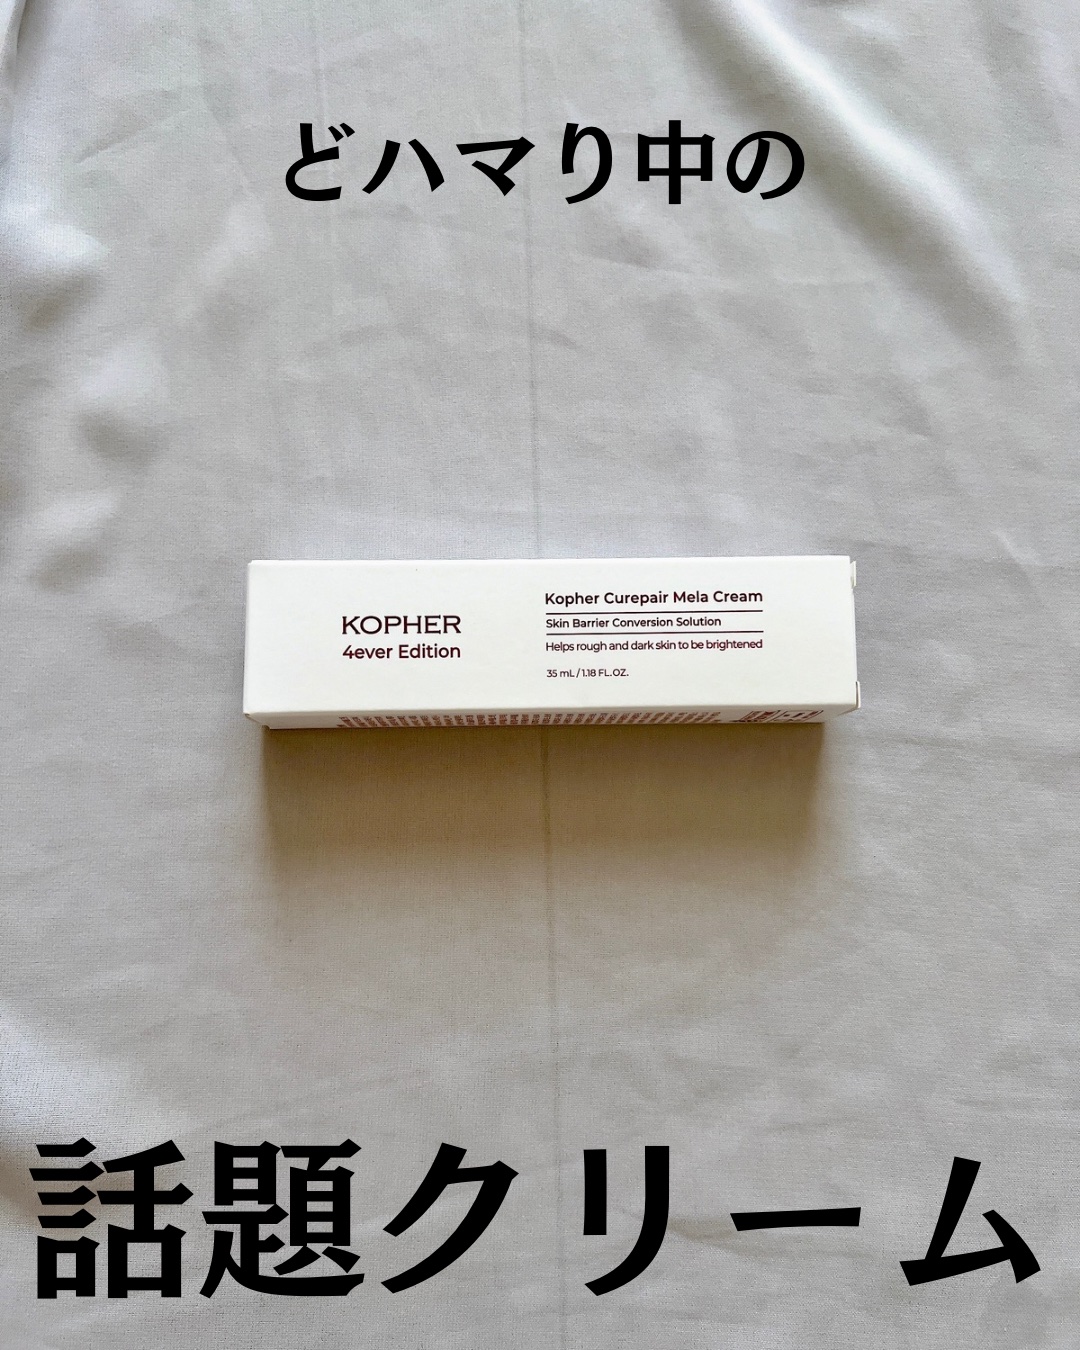 どハマり中の
KOPHER
4ever Edition
Kopher Curepair Mela Cream
Skin Barrier Conversion Solution
Helps rough and dark skin to be brightened
35 mL / 1.18 FL.OZ.
話題クリーム